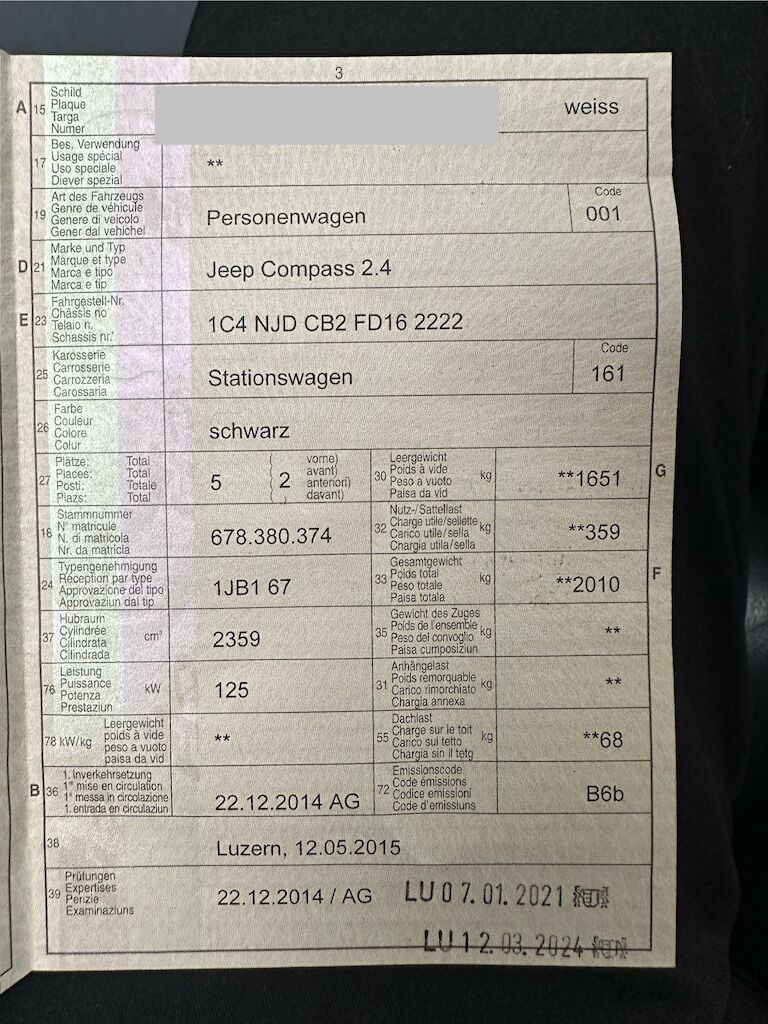 3
A 15 Schild
Plaque
Targa
Numer
weiss
17 Bes. Verwendung
Usage spécial
Uso speciale
Diever spezial
**
19 Art des Fahrzeugs
Genre de véhicule
Genere di veicolo
Gener dal vehichel
Personenwagen
Code
001
D 21 Marke und Typ
Marque et type
Marca e tipo
Marca e tip
Jeep Compass 2.4
E 23 Fahrgestell-Nr.
Châssis no
Telaio n.
Schassis nr.
1C4 NJD CB2 FD16 2222
25 Karosserie
Carrosserie
Carrozzeria
Carossaria
Stationswagen
Code
161
26 Farbe
Couleur
Colore
Colur
schwarz
27 Plätze: Total
Places: Total
Posti: Totale
Plazs: Total
5 ( 2 vorne)
avant)
anteriori)
davant)
30 Leergewicht
Poids à vide
Peso a vuoto
Paisa da vid
kg
**1651
G
18 Stammnummer
N° matricule
N. di matricola
Nr. da matricla
678.380.374
32 Nutz-/Sattellast
Charge utile/sellette
Carico utile/sella
Chargia utila/sella
kg
**359
24 Typengenehmigung
Réception par type
Approvazione del tipo
Approvaziun dal tip
1JB1 67
33 Gesamtgewicht
Poids total
Peso totale
Paisa totala
kg
**2010
F
37 Hubraum
Cylindrée
Cilindrata
Cilindrada
cm³
2359
35 Gewicht des Zuges
Poids de l'ensemble
Peso del convoglio
Paisa cumposiziun
kg
**
76 Leistung
Puissance
Potenza
Prestaziun
kW
125
31 Anhängelast
Poids remorquable
Carico rimorchiato
Chargia annexa
kg
**
78 kW/kg Leergewicht
poids à vide
peso a vuoto
paisa da vid
**
55 Dachlast
Charge sur le toit
Carico sul tetto
Chargia sin il tetg
kg
**68
B 36 1. Inverkehrsetzung
1re mise en circulation
1a messa in circolazione
1. entrada en circulaziun
22.12.2014 AG
72 Emissionscode
Code émissions
Codice emissioni
Code d'emissiuns
B6b
38
Luzern, 12.05.2015
39 Prüfungen
Expertises
Perizie
Examinaziuns
22.12.2014 / AG LU 07.01.2021
LU 12.03.2024